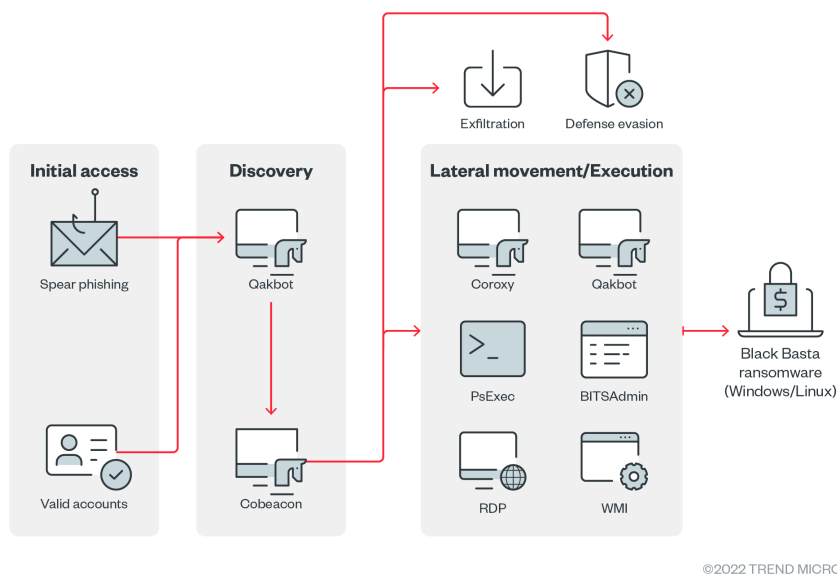 Exfiltration
Defense evasion
Initial access
Spear phishing
Valid accounts
Discovery
Qakbot
Cobeacon
Lateral movement/Execution
Coroxy
Qakbot
>_
PsExec
BITSAdmin
RDP
WMI
$
Black Basta
ransomware
(Windows/Linux)
©2022 TREND MICRO